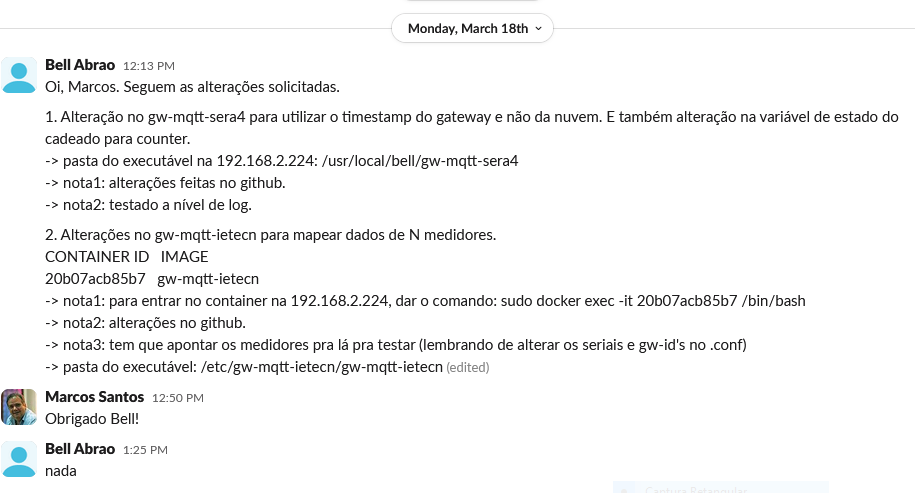 Monday, March 18th
Bell Abrao 12:13 PM
Oi, Marcos. Seguem as alterações solicitadas.
1. Alteração no gw-mqtt-sera4 para utilizar o timestamp do gateway e não da nuvem. E também alteração na variável de estado do
cadeado para counter.
-> pasta do executável na 192.168.2.224: /usr/local/bell/gw-mqtt-sera4
-> nota1: alterações feitas no github.
-> nota2: testado a nível de log.
2. Alterações no gw-mqtt-ietecn para mapear dados de N medidores.
CONTAINER ID IMAGE
20b07acb85b7 gw-mqtt-ietecn
-> nota1: para entrar no container na 192.168.2.224, dar o comando: sudo docker exec -it 20b07acb85b7 /bin/bash
-> nota2: alterações no github.
-> nota3: tem que apontar os medidores pra lá pra testar (lembrando de alterar os seriais e gw-id's no .conf)
-> pasta do executável: /etc/gw-mqtt-ietecn/gw-mqtt-ietecn (edited)
Marcos Santos 12:50 PM
Obrigado Bell!
Bell Abrao 1:25 PM
nada